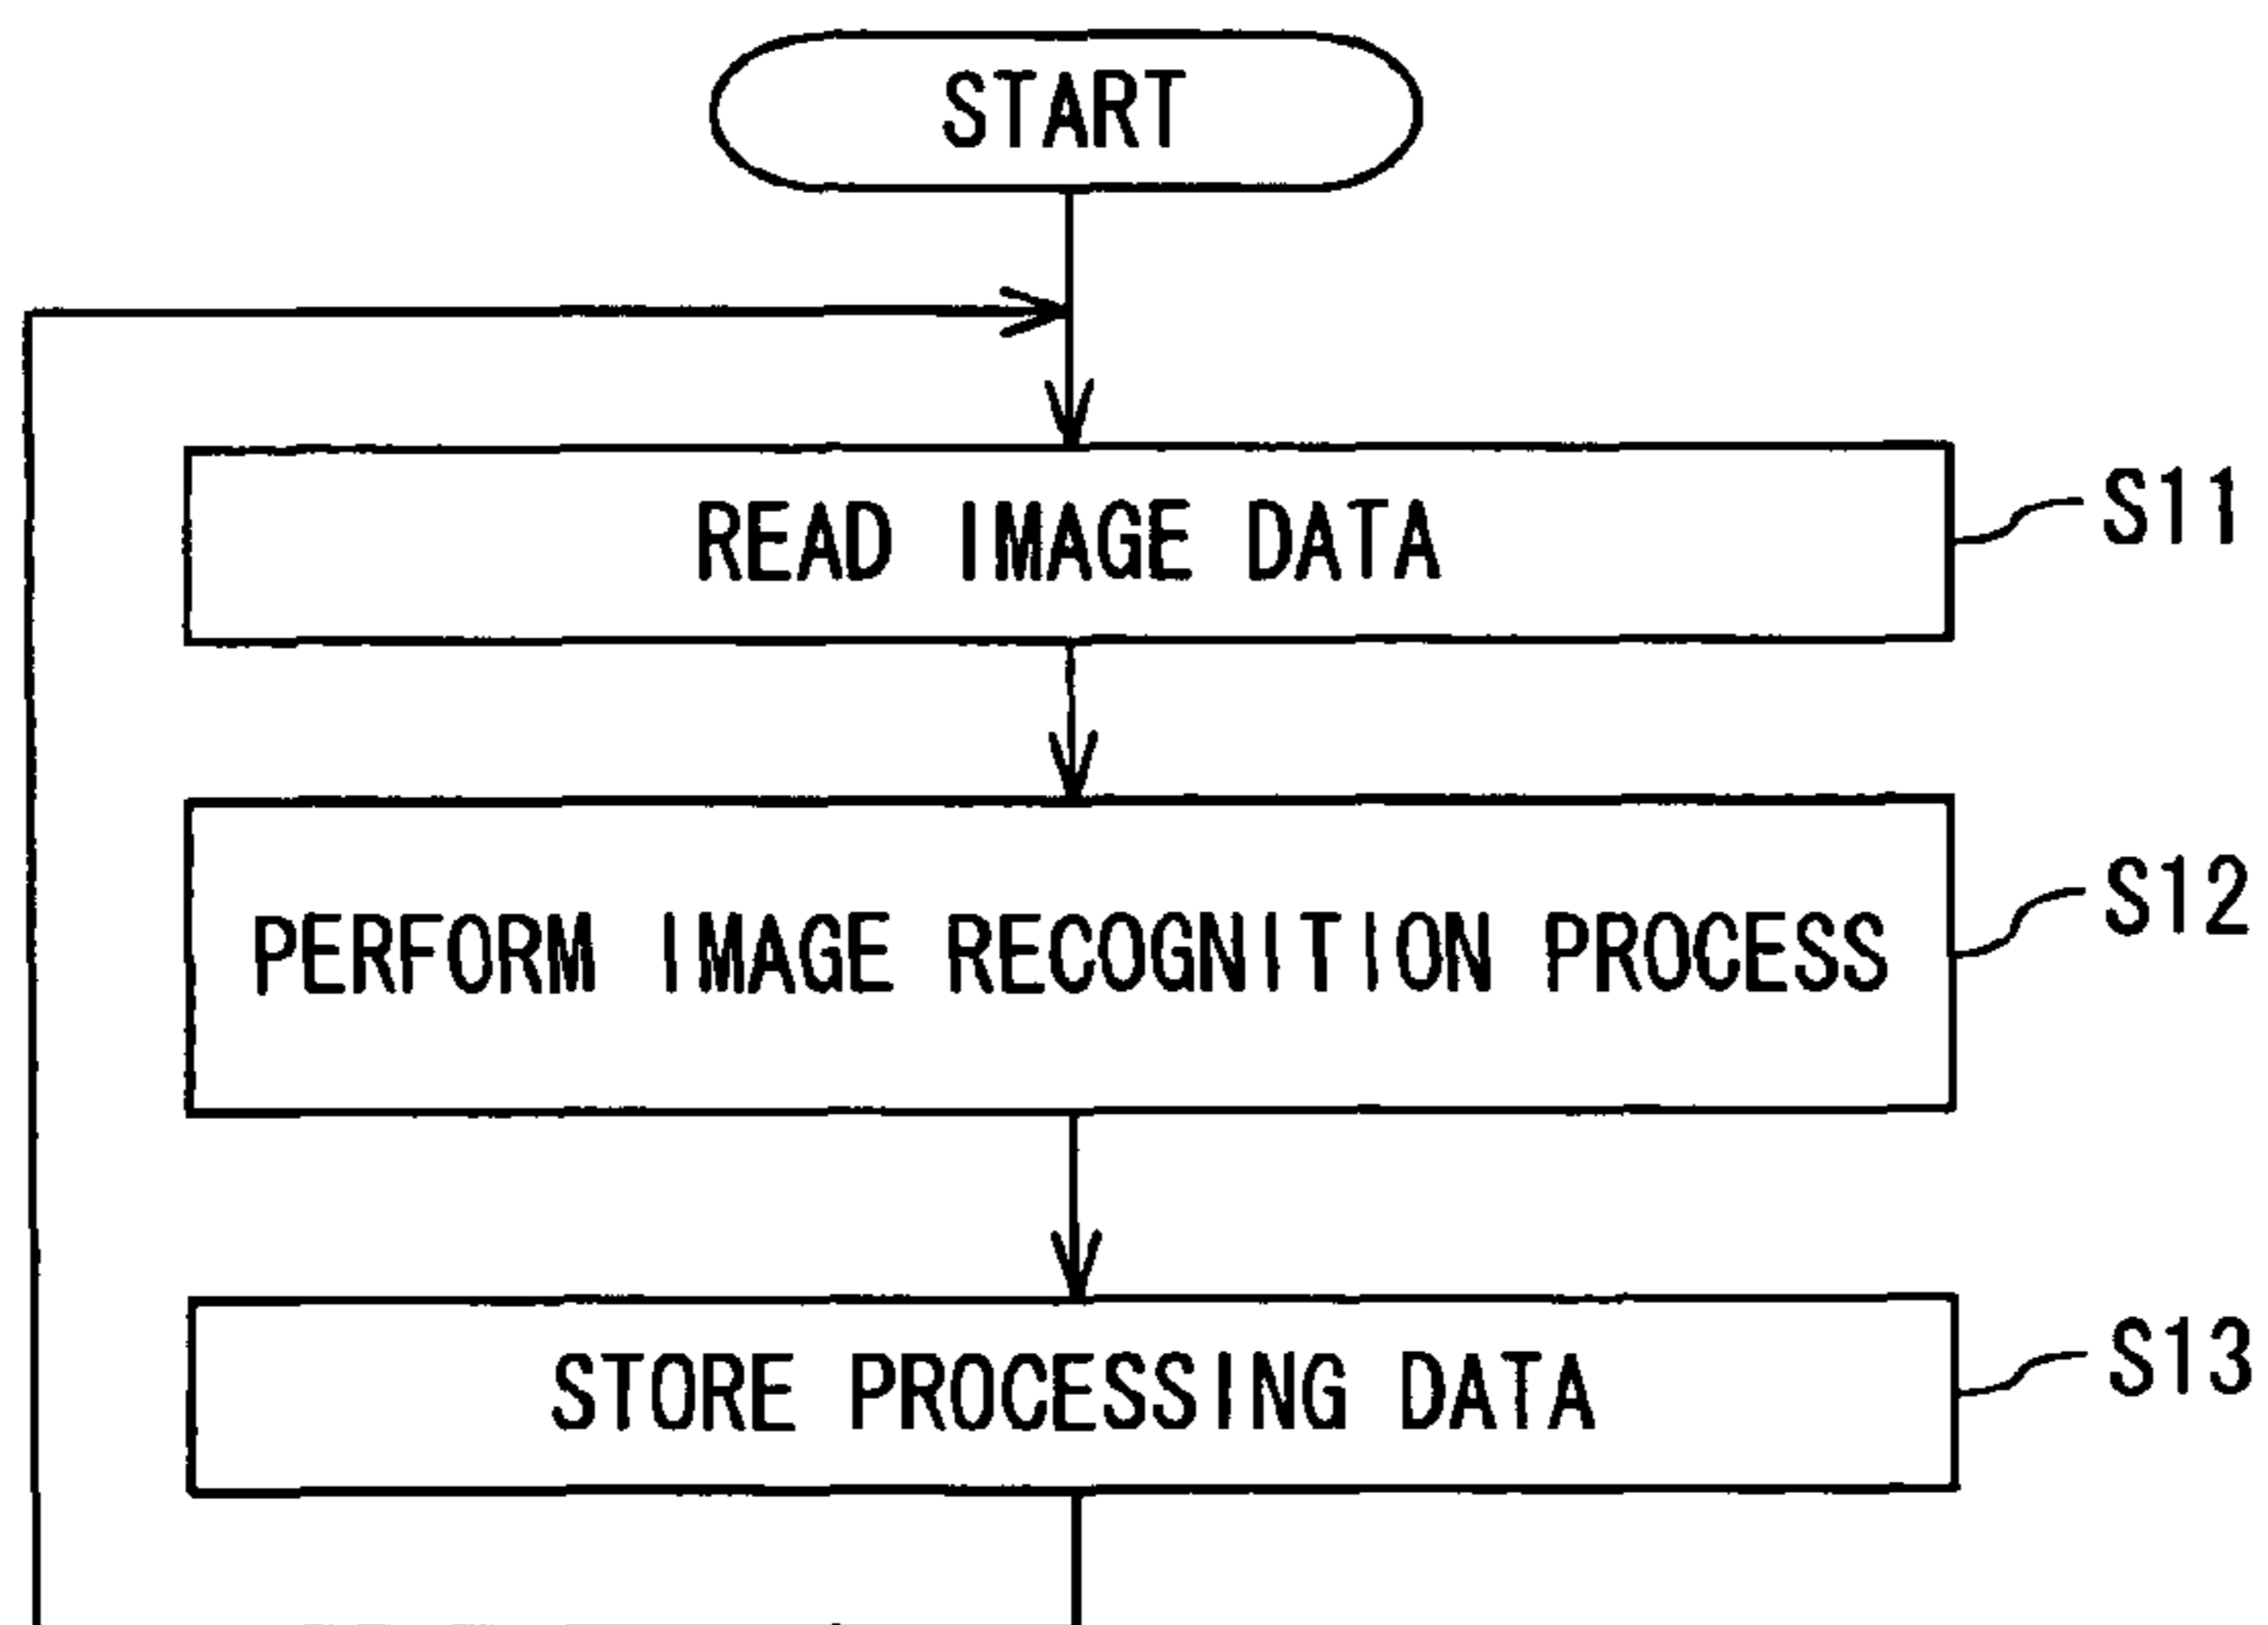 START
READ IMAGE DATA
S11
PERFORM IMAGE RECOGNITION PROCESS
S12
STORE PROCESSING DATA
S13